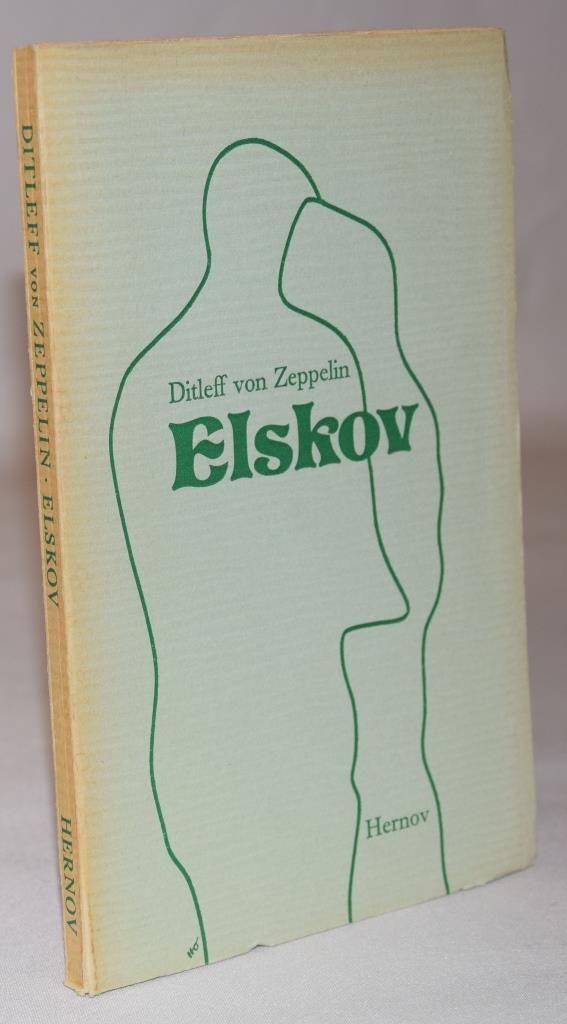 Ditleff von Zeppelin
Elskov
Hernov
DITLEFF VON ZEPPELIN · ELSKOV
HERNOV